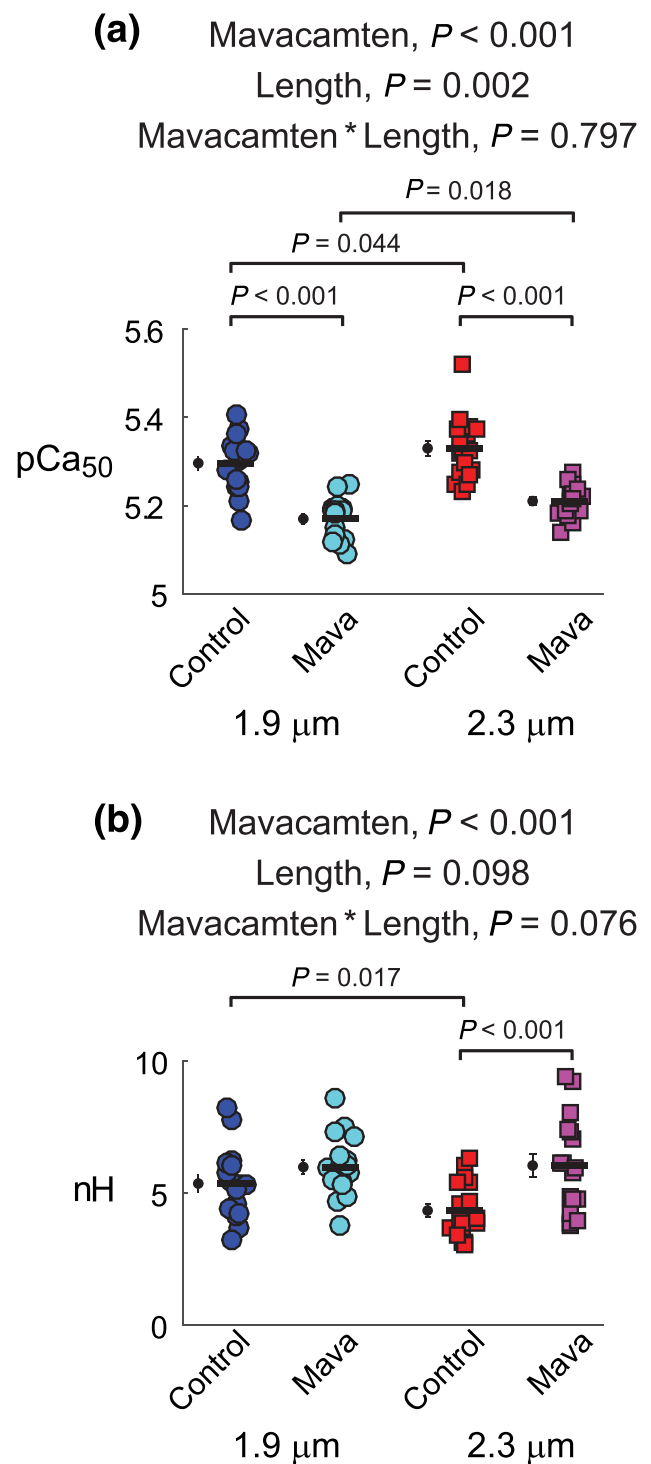 (a) Mavacamten, P < 0.001
Length, P = 0.002
Mavacamten * Length, P = 0.797
P = 0.018
P = 0.044
P < 0.001 P < 0.001
5.6
5.4
pCa50
5.2
5
Control Mava Control Mava
1.9 μm 2.3 μm
(b) Mavacamten, P < 0.001
Length, P = 0.098
Mavacamten * Length, P = 0.076
P = 0.017
P < 0.001
10
nH 5
0
Control Mava Control Mava
1.9 μm 2.3 μm